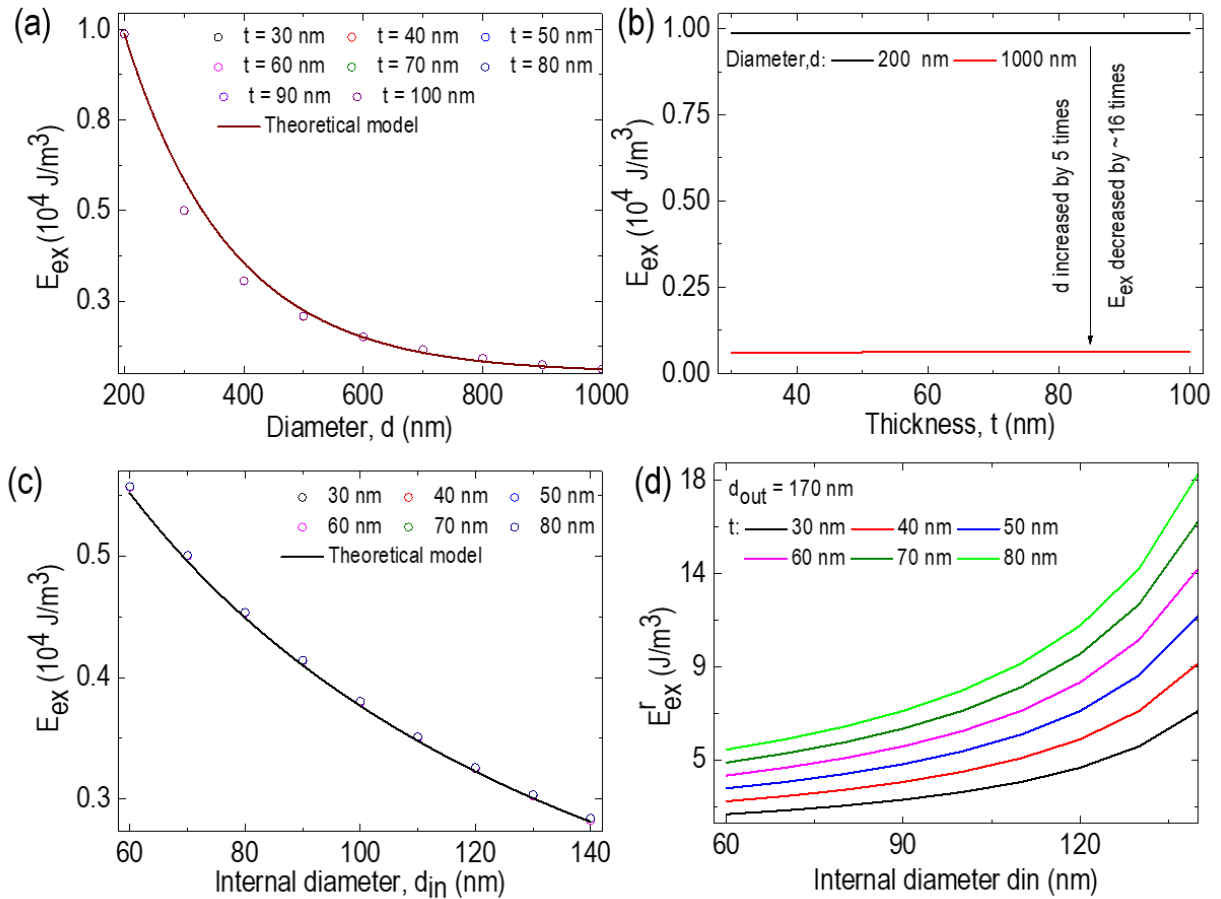 (a)
t = 30 nm t = 40 nm t = 50 nm
t = 60 nm t = 70 nm t = 80 nm
t = 90 nm t = 100 nm
Theoretical model
E_ex (10^4 J/m^3)
1.0
0.8
0.5
0.3
200 400 600 800 1000
Diameter, d (nm)
(b)
Diameter,d: 200 nm 1000 nm
d increased by 5 times
E_ex decreased by ~16 times
E_ex (10^4 J/m^3)
1.00
0.75
0.50
0.25
0.00
40 60 80 100
Thickness, t (nm)
(c)
30 nm 40 nm 50 nm
60 nm 70 nm 80 nm
Theoretical model
E_ex (10^4 J/m^3)
0.5
0.4
0.3
60 80 100 120 140
Internal diameter, d_in (nm)
(d)
d_out = 170 nm
t: 30 nm 40 nm 50 nm
60 nm 70 nm 80 nm
E^r_ex (J/m^3)
18
14
9
5
60 90 120
Internal diameter din (nm)